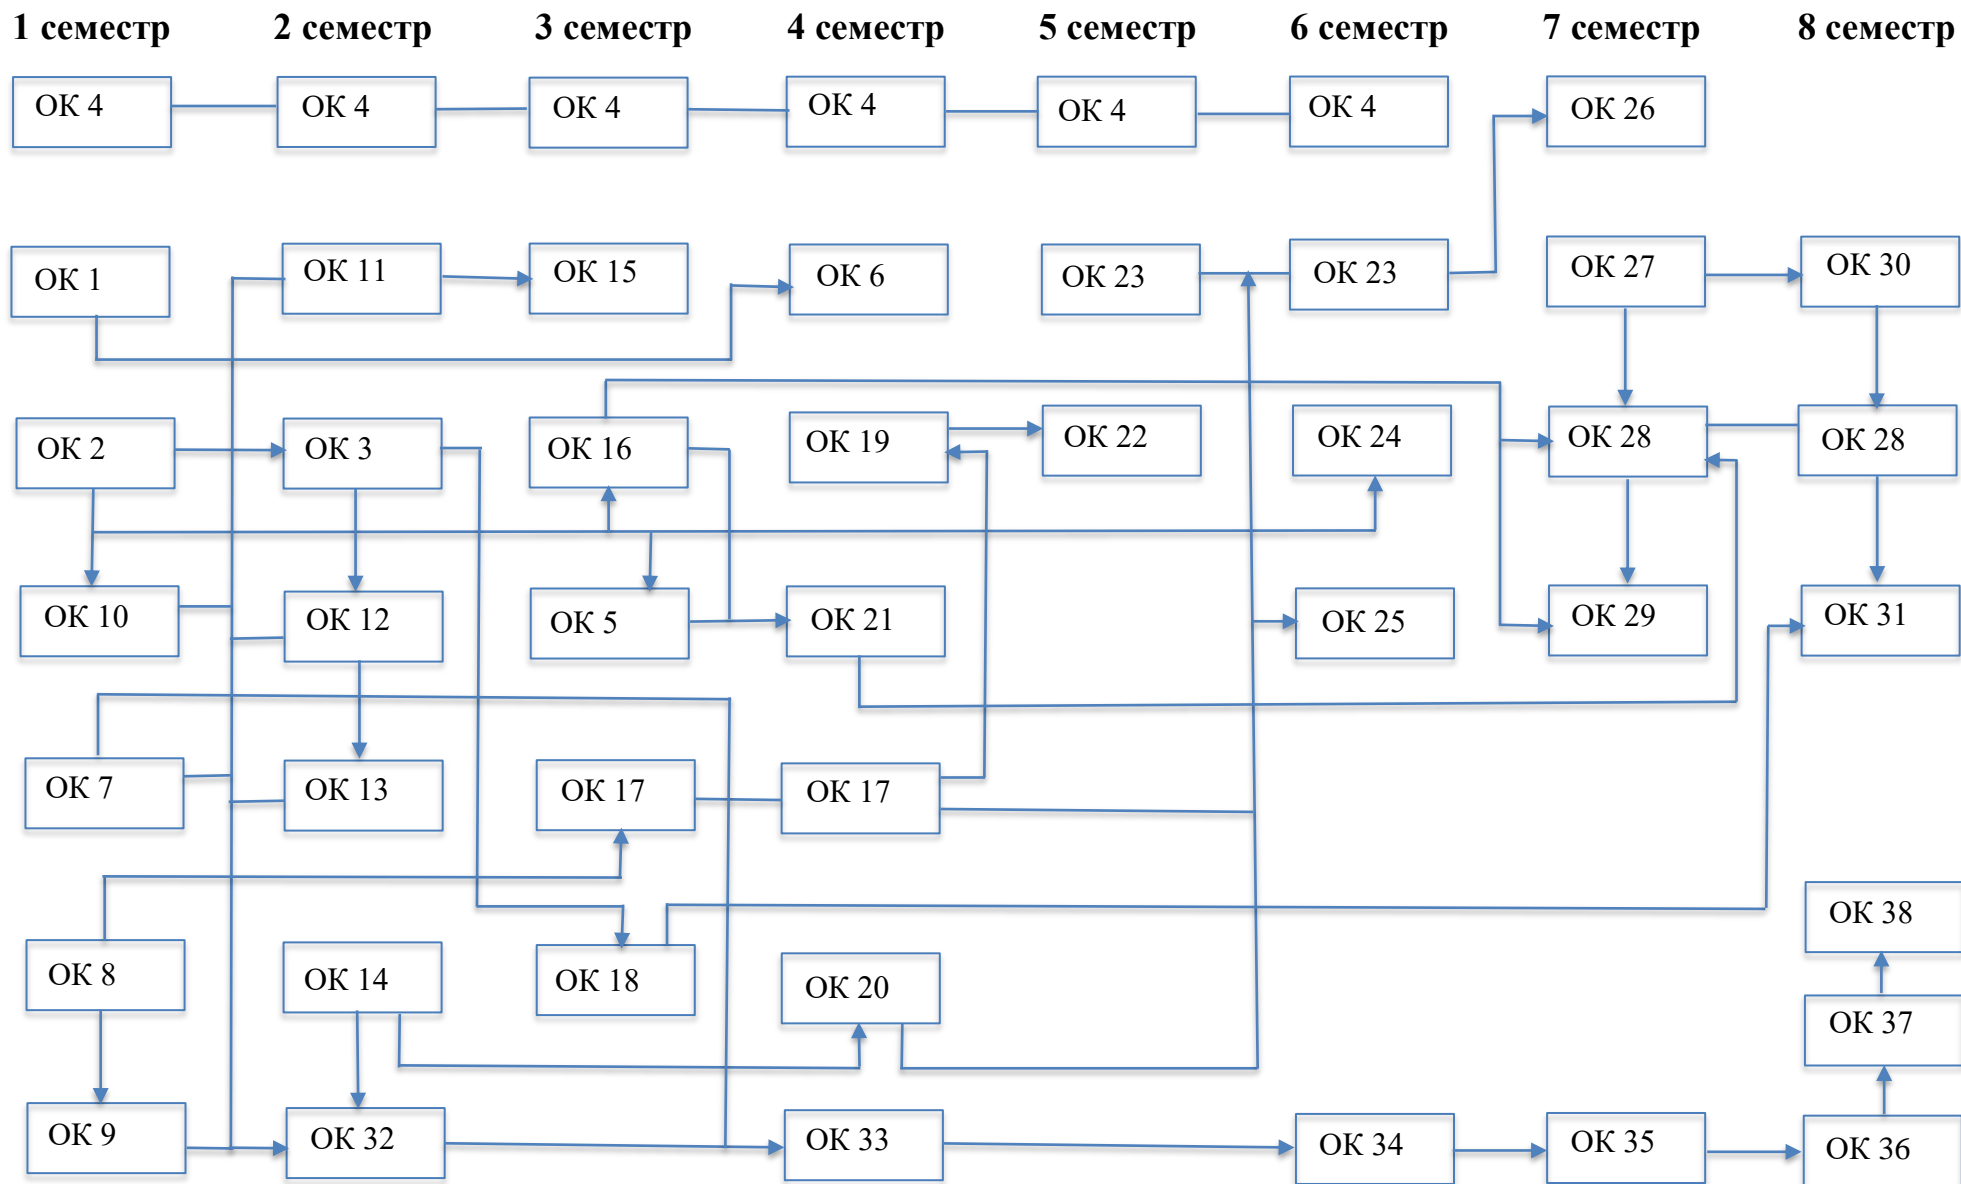 1 семестр 2 семестр 3 семестр 4 семестр 5 семестр 6 семестр 7 семестр 8 семестр
ОК 4 ОК 4 ОК 4 ОК 4 ОК 4 ОК 4 ОК 26
ОК 1 ОК 11 ОК 15 ОК 6 ОК 23 ОК 23 ОК 27 ОК 30
ОК 2 ОК 3 ОК 16 ОК 19 ОК 22 ОК 24 ОК 28 ОК 28
ОК 10 ОК 12 ОК 5 ОК 21 ОК 25 ОК 29 ОК 31
ОК 7 ОК 13 ОК 17 ОК 17
ОК 38
ОК 8 ОК 14 ОК 18 ОК 20
ОК 37
ОК 9 ОК 32 ОК 33 ОК 34 ОК 35 ОК 36